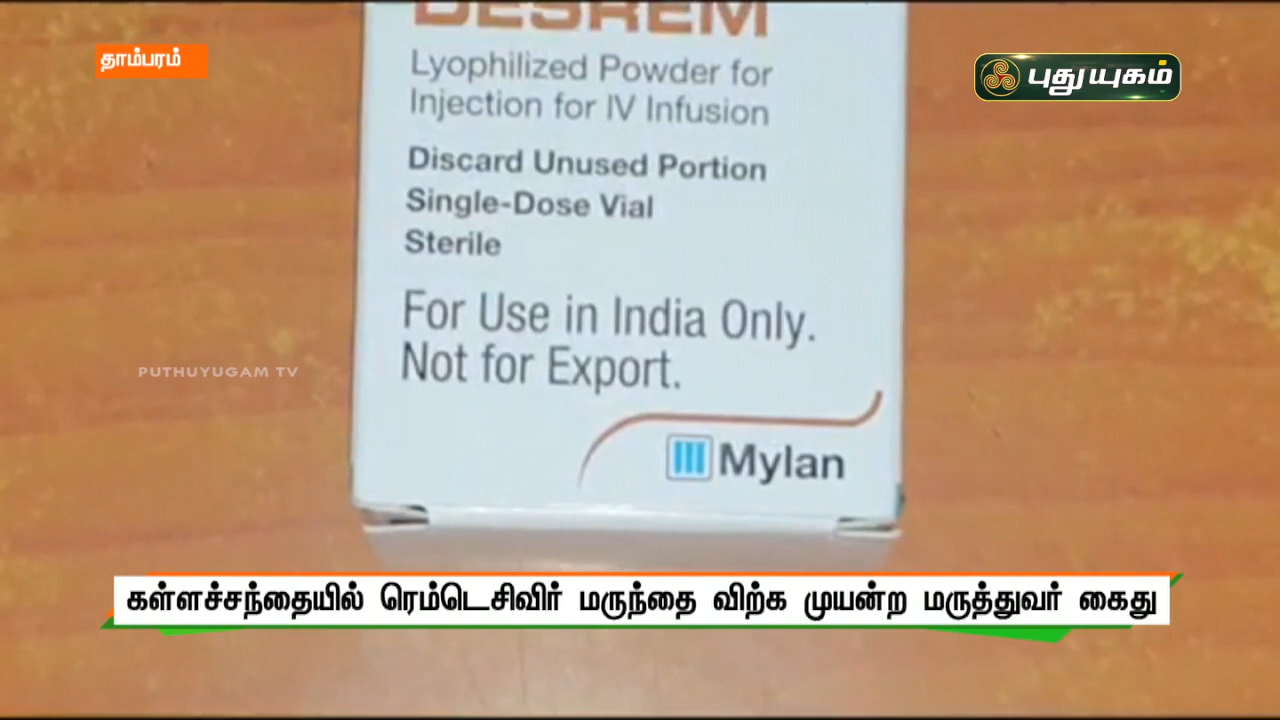 தாம்பரம்
புதுயுகம்
DESREM
Lyophilized Powder for
Injection for IV Infusion
Discard Unused Portion
Single-Dose Vial
Sterile
For Use in India Only.
Not for Export.
PUTHUYUGAM TV
Mylan
கள்ளச்சந்தையில் ரெம்டெசிவிர் மருந்தை விற்க முயன்ற மருத்துவர் கைது